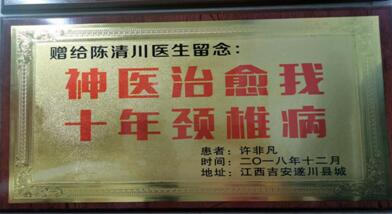 赠给陈清川医生留念：
神医治愈我
十年颈椎病
患者：许非凡
时间：二〇一八年十二月
地址：江西吉安遂川县城